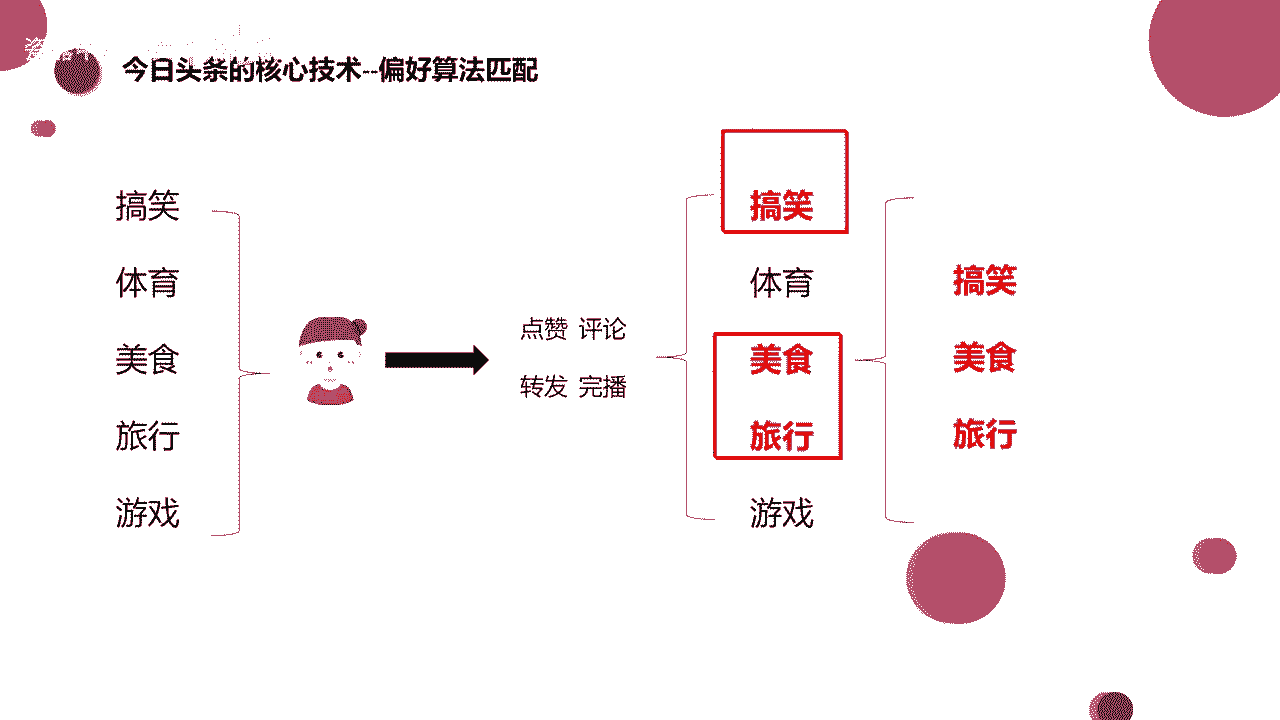 今日头条的核心技术--偏好算法匹配
搞笑
体育
美食
旅行
游戏
点赞 评论
转发 完播
搞笑
体育
美食
旅行
游戏
搞笑
美食
旅行